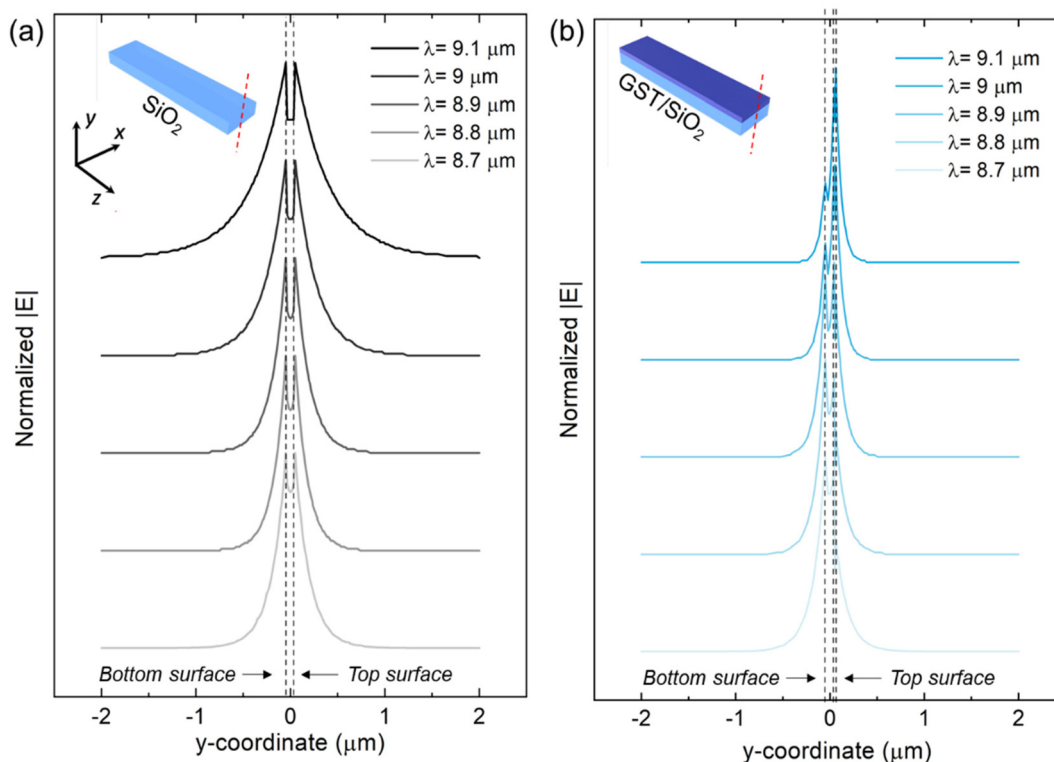 (a)
λ= 9.1 μm
λ= 9 μm
λ= 8.9 μm
λ= 8.8 μm
λ= 8.7 μm
SiO₂
y
x
z
Normalized |E|
Bottom surface
Top surface
-2
-1
0
1
2
y-coordinate (μm)
(b)
λ= 9.1 μm
λ= 9 μm
λ= 8.9 μm
λ= 8.8 μm
λ= 8.7 μm
GST/SiO₂
Normalized |E|
Bottom surface
Top surface
-2
-1
0
1
2
y-coordinate (μm)